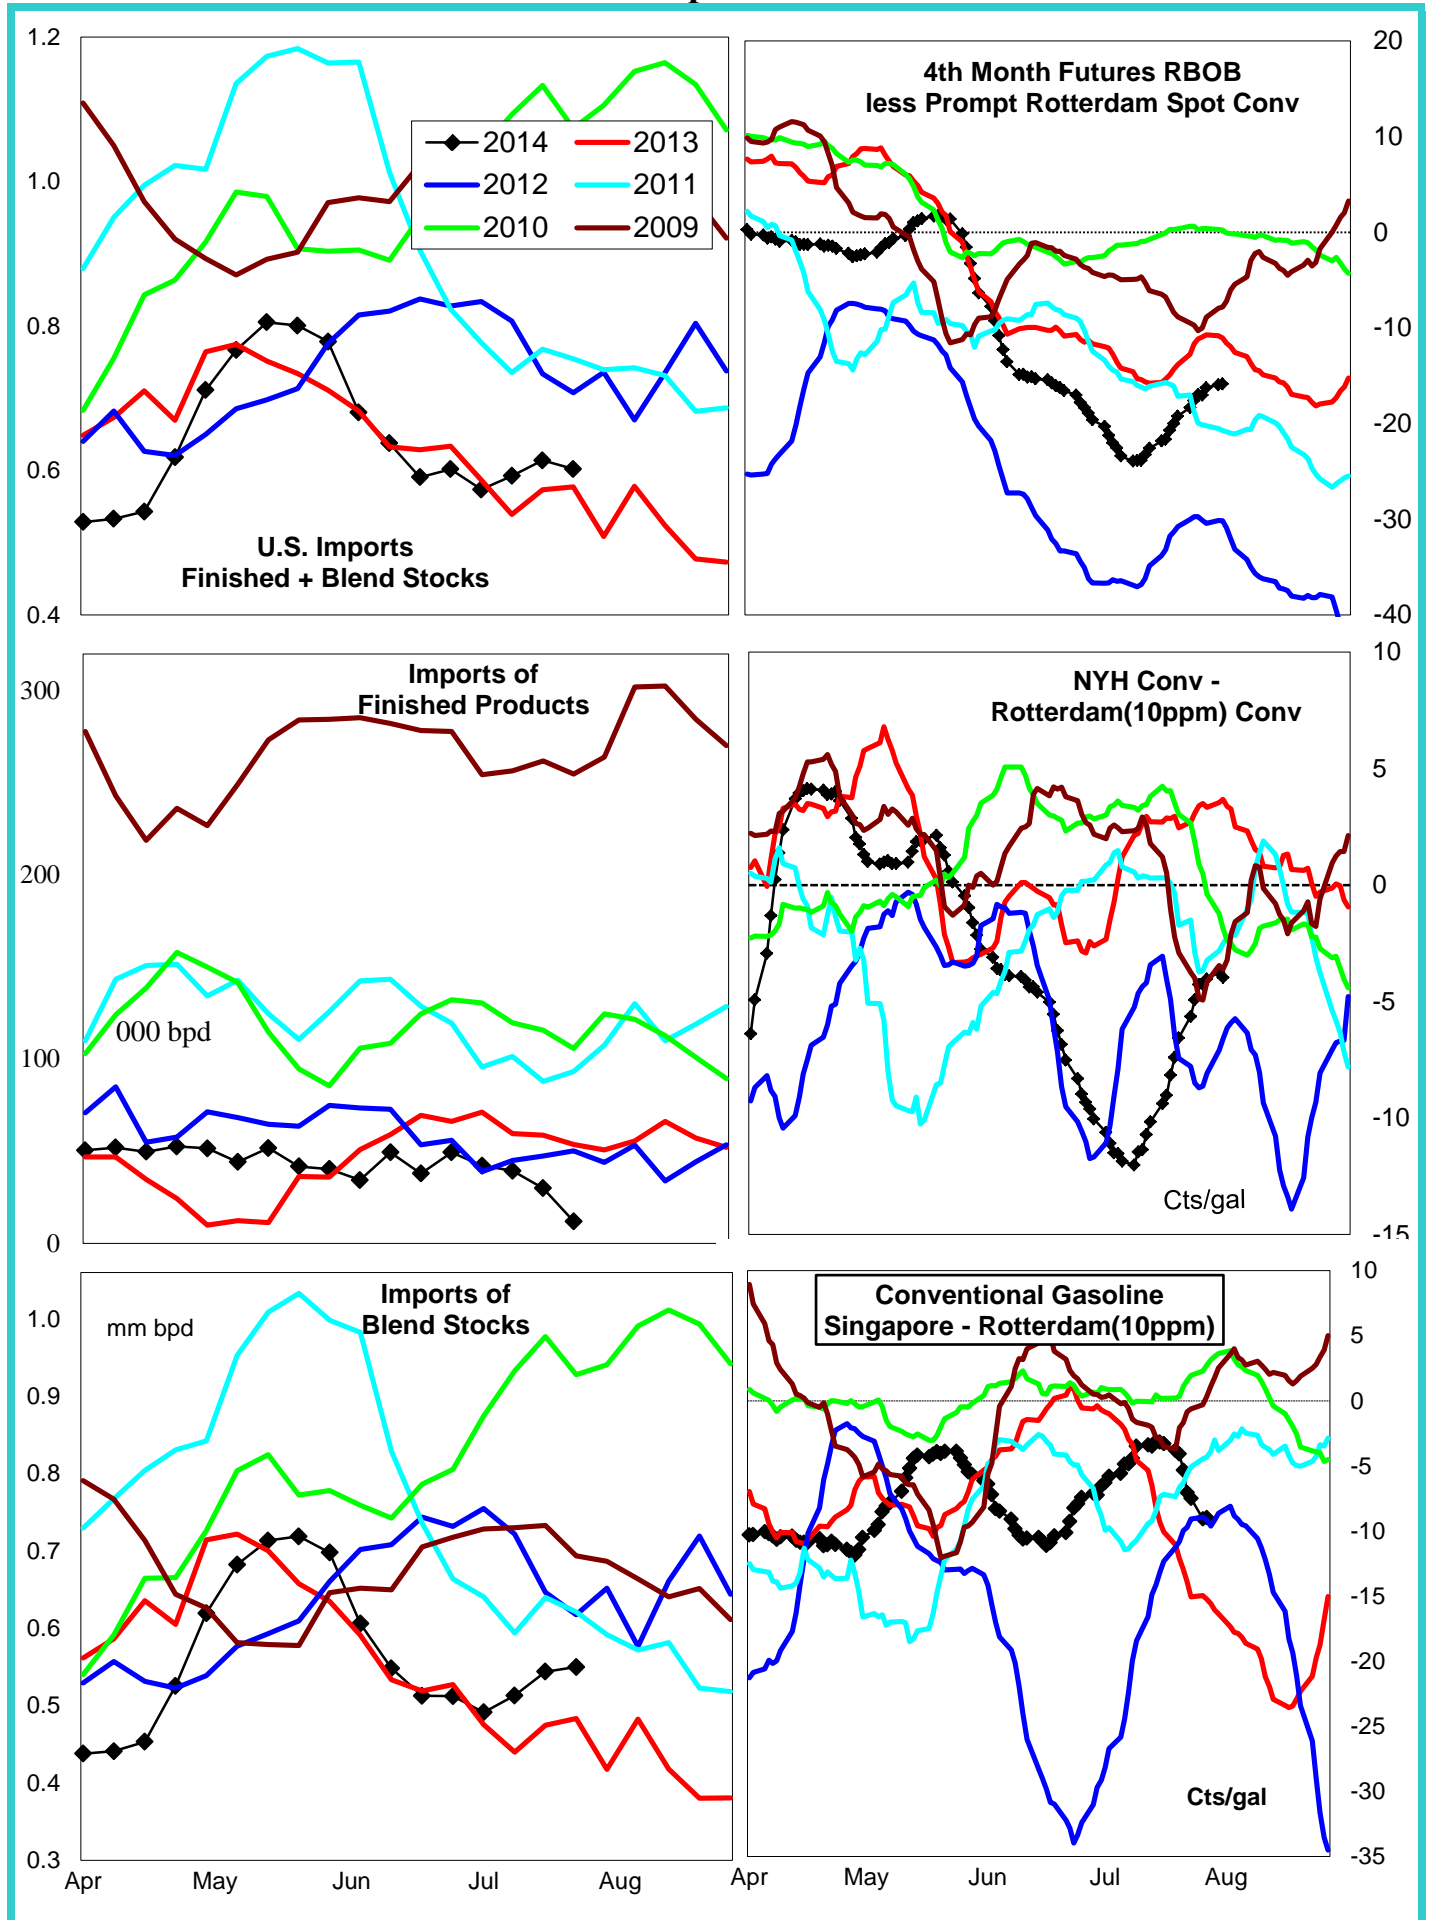 1.2
1.0
0.8
0.6
0.4
2014
2013
2012
2011
2010
2009
U.S. Imports
Finished + Blend Stocks
4th Month Futures RBOB
less Prompt Rotterdam Spot Conv
20
10
0
-10
-20
-30
-40
300
200
100
0
Imports of
Finished Products
000 bpd
NYH Conv -
Rotterdam(10ppm) Conv
Cts/gal
10
5
0
-5
-10
-15
1.0
0.9
0.8
0.7
0.6
0.5
0.4
0.3
mm bpd
Imports of
Blend Stocks
Apr May Jun Jul Aug
Conventional Gasoline
Singapore - Rotterdam(10ppm)
Cts/gal
10
5
0
-5
-10
-15
-20
-25
-30
-35
Apr May Jun Jul Aug